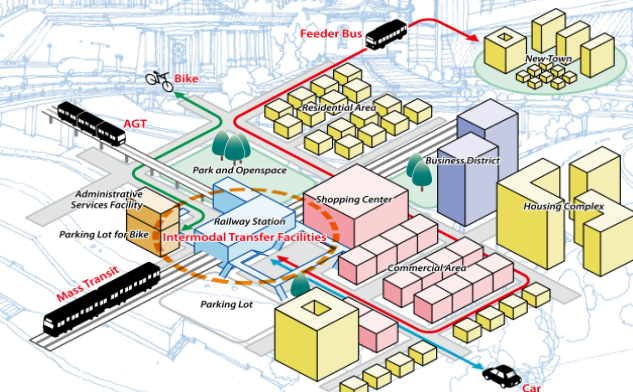 Feeder Bus
New Town
Bike
Residential Area
AGT
Park and Openspace
Business District
Administrative
Services Facility
Shopping Center
Housing Complex
Railway Station
Parking Lot for Bike
Intermodal Transfer Facilities
Commercial Area
Mass Transit
Parking Lot
Car